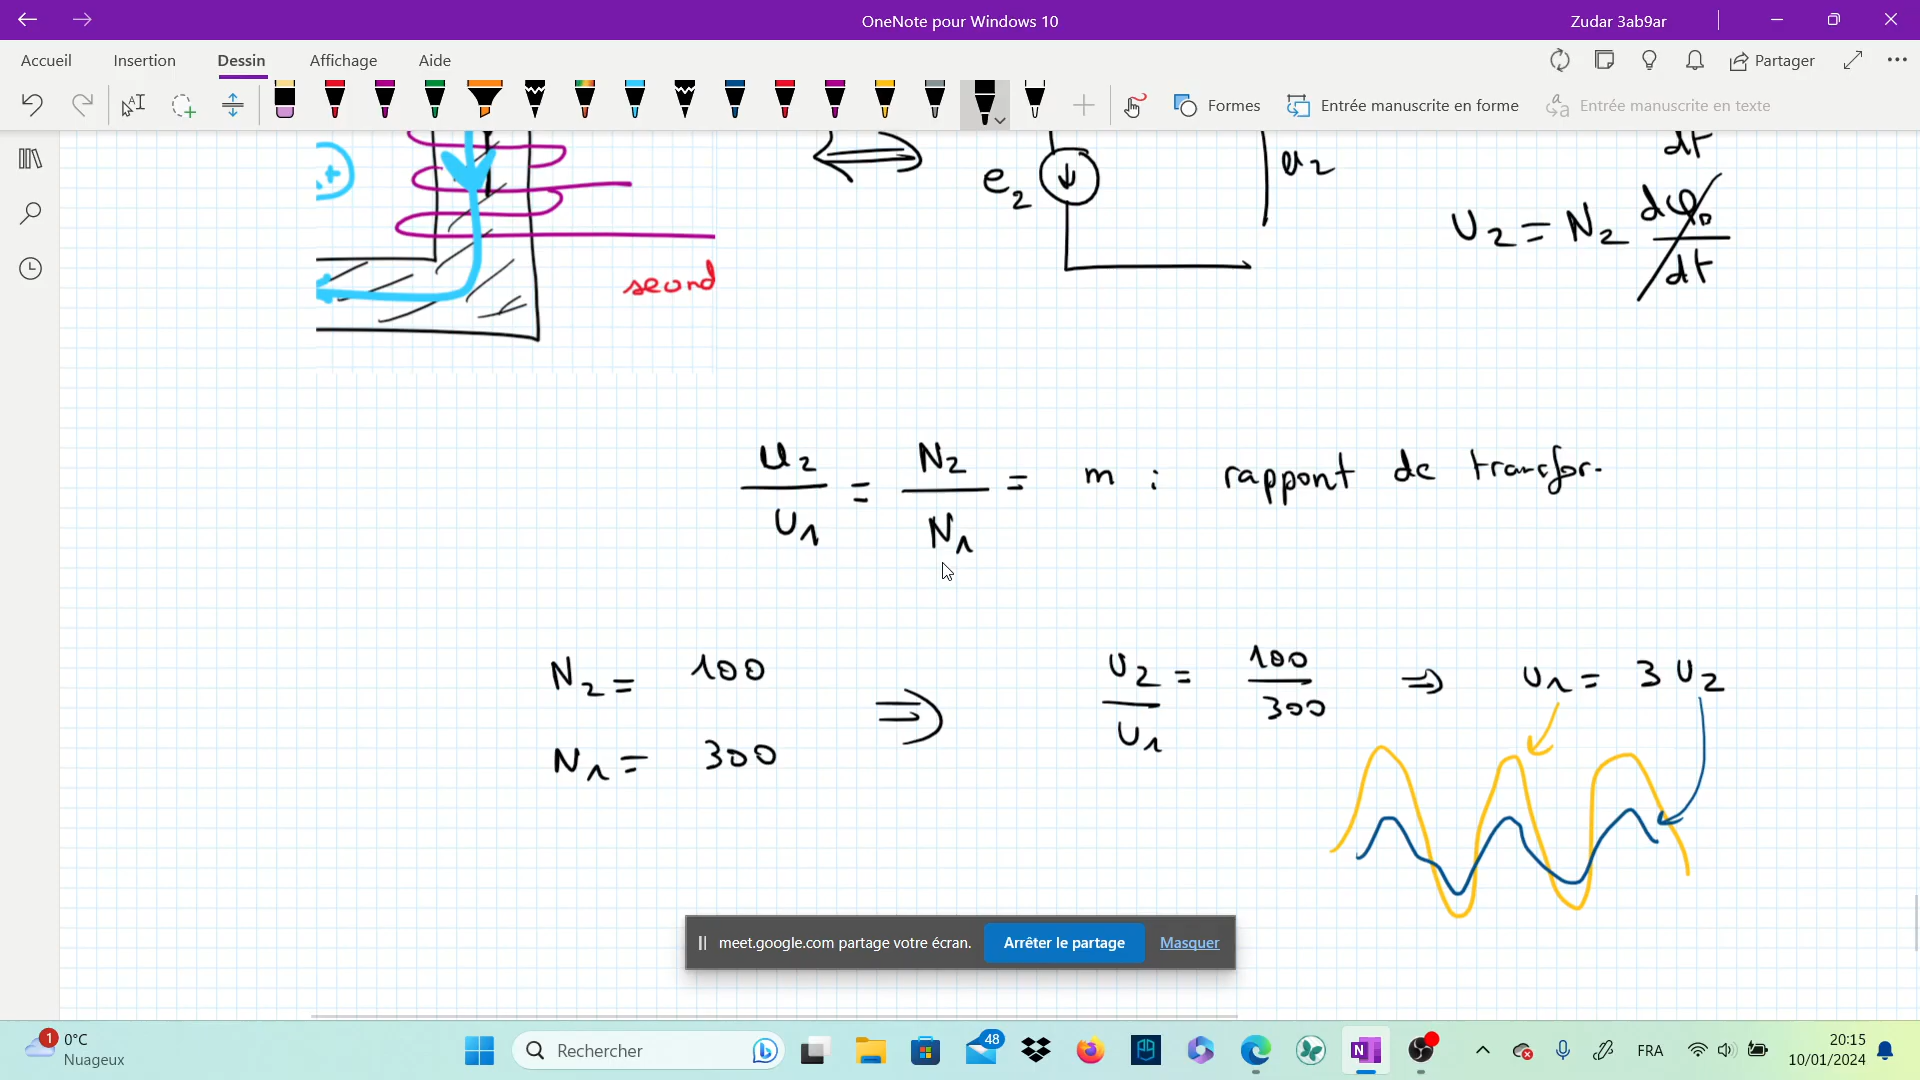 OneNote pour Windows 10
Zudar 3ab9ar
Accueil Insertion Dessin Affichage Aide
Partager
Formes Entrée manuscrite en forme Entrée manuscrite en texte
dt
e2 u2
U2 = N2 dφ0/dt
seond
u2/U1 = N2/N1 = m : rapport de transfor.
N2 = 100 ⇒ U2/U1 = 100/300 ⇒ U1 = 3 U2
N1 = 300
meet.google.com partage votre écran. Arrêter le partage Masquer
1 0°C
Nuageux
Rechercher
48
N
FRA
20:15
10/01/2024